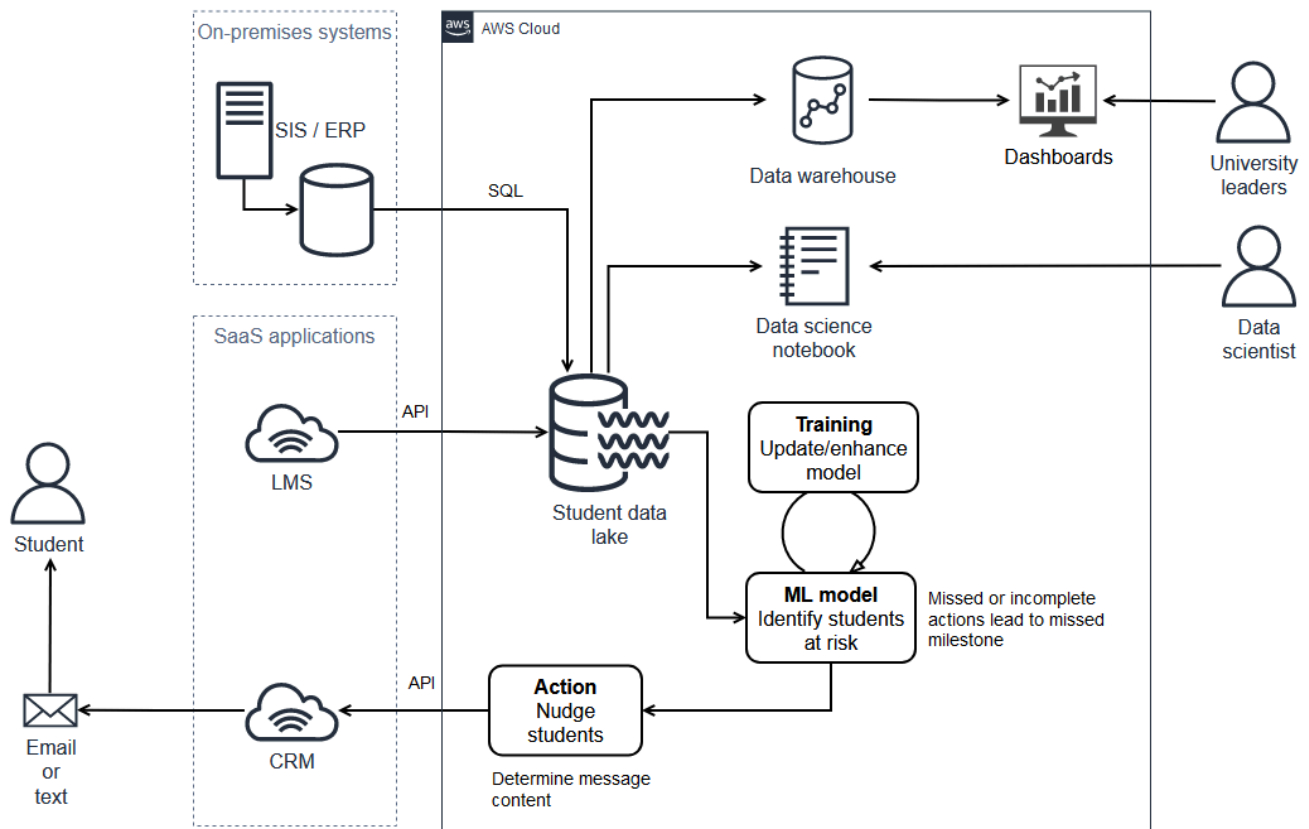 On-premises systems
aws
AWS Cloud
SIS / ERP
SQL
Data warehouse
Dashboards
University
leaders
Data science
notebook
Data
scientist
SaaS applications
API
LMS
Student data
lake
Training
Update/enhance
model
Student
ML model
Identify students
at risk
Missed or incomplete
actions lead to missed
milestone
API
Action
Nudge
students
CRM
Email
or
text
Determine message
content